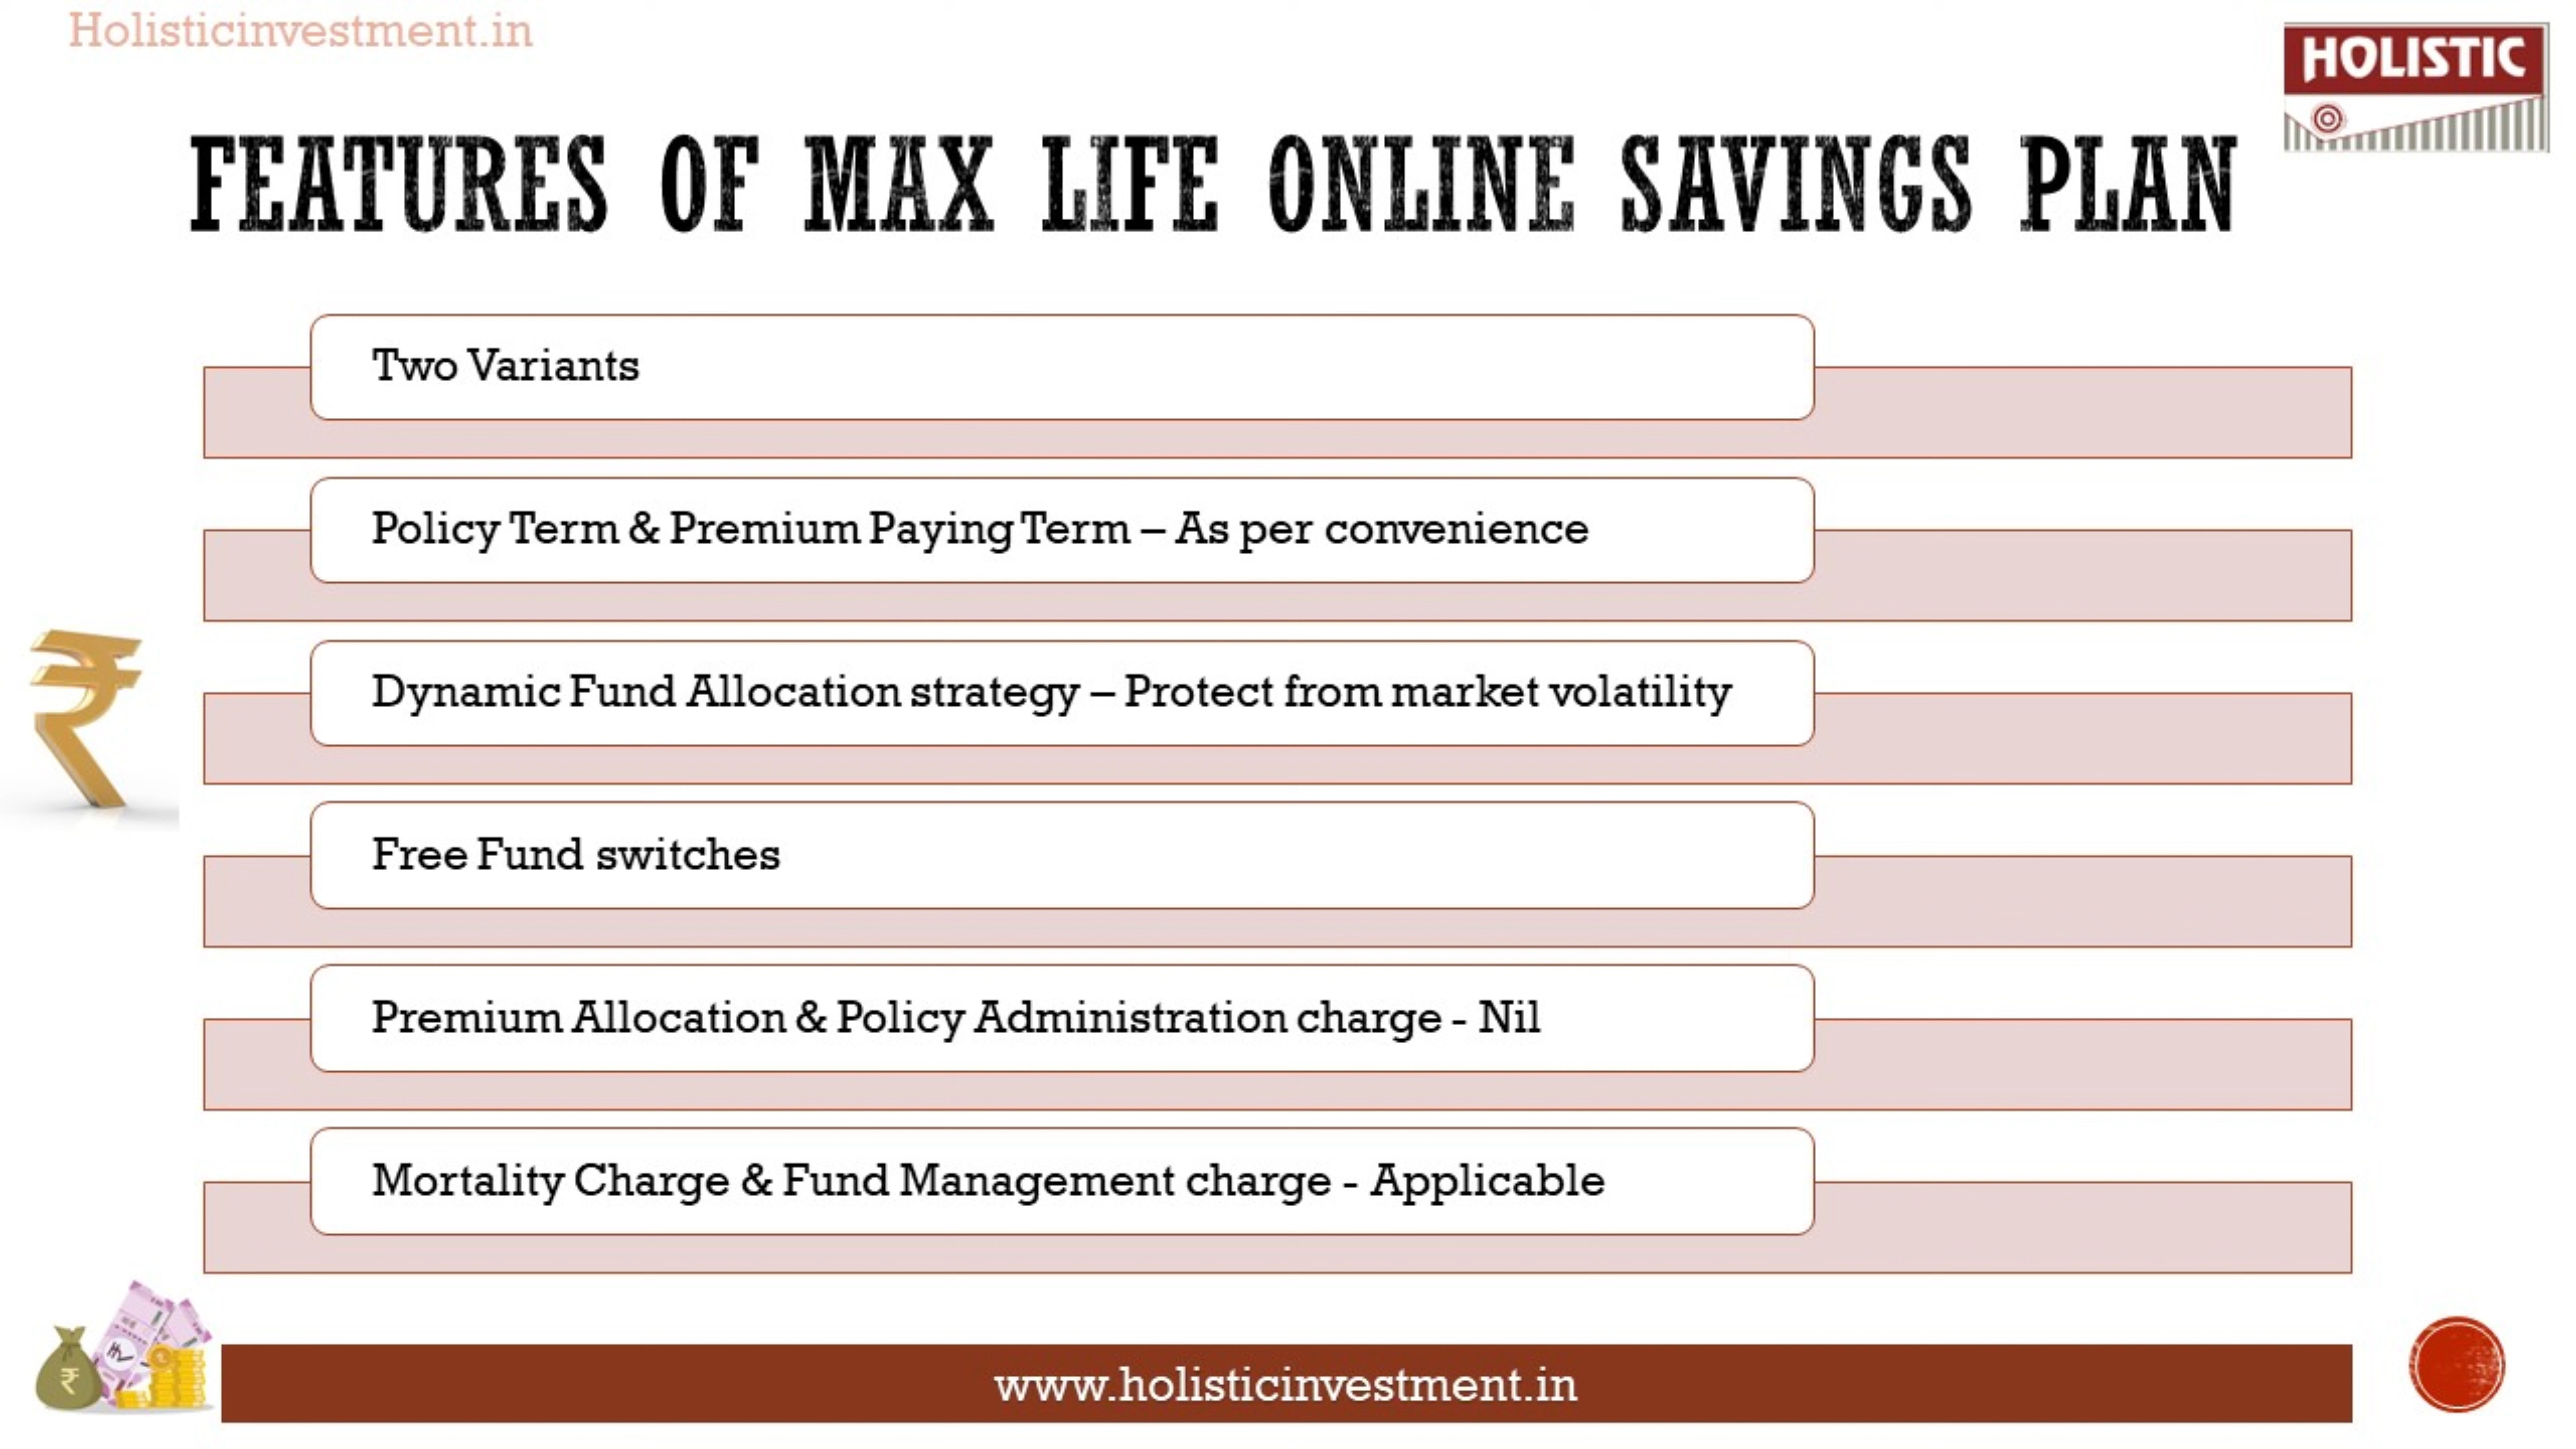 Holisticinvestment.in
HOLISTIC
FEATURES OF MAX LIFE ONLINE SAVINGS PLAN
Two Variants
Policy Term & Premium Paying Term – As per convenience
Dynamic Fund Allocation strategy – Protect from market volatility
Free Fund switches
Premium Allocation & Policy Administration charge - Nil
Mortality Charge & Fund Management charge - Applicable
www.holisticinvestment.in